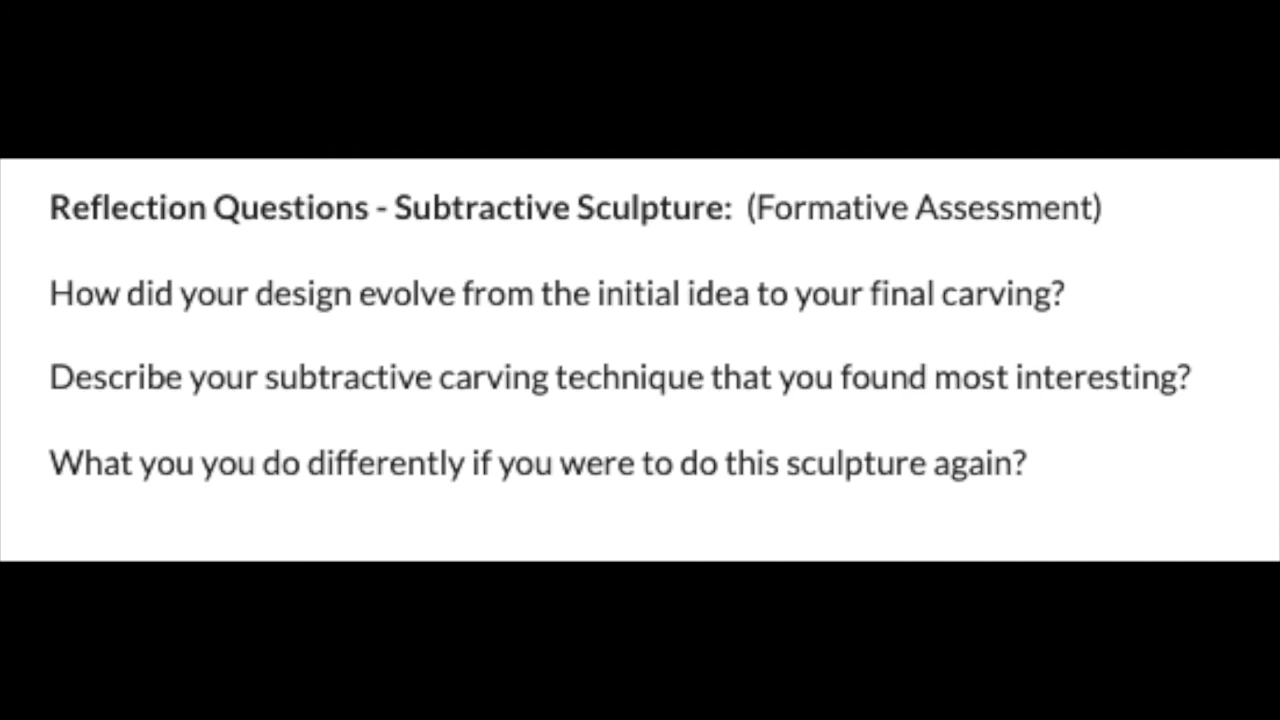 Reflection Questions - Subtractive Sculpture: (Formative Assessment)
How did your design evolve from the initial idea to your final carving?
Describe your subtractive carving technique that you found most interesting?
What you you do differently if you were to do this sculpture again?